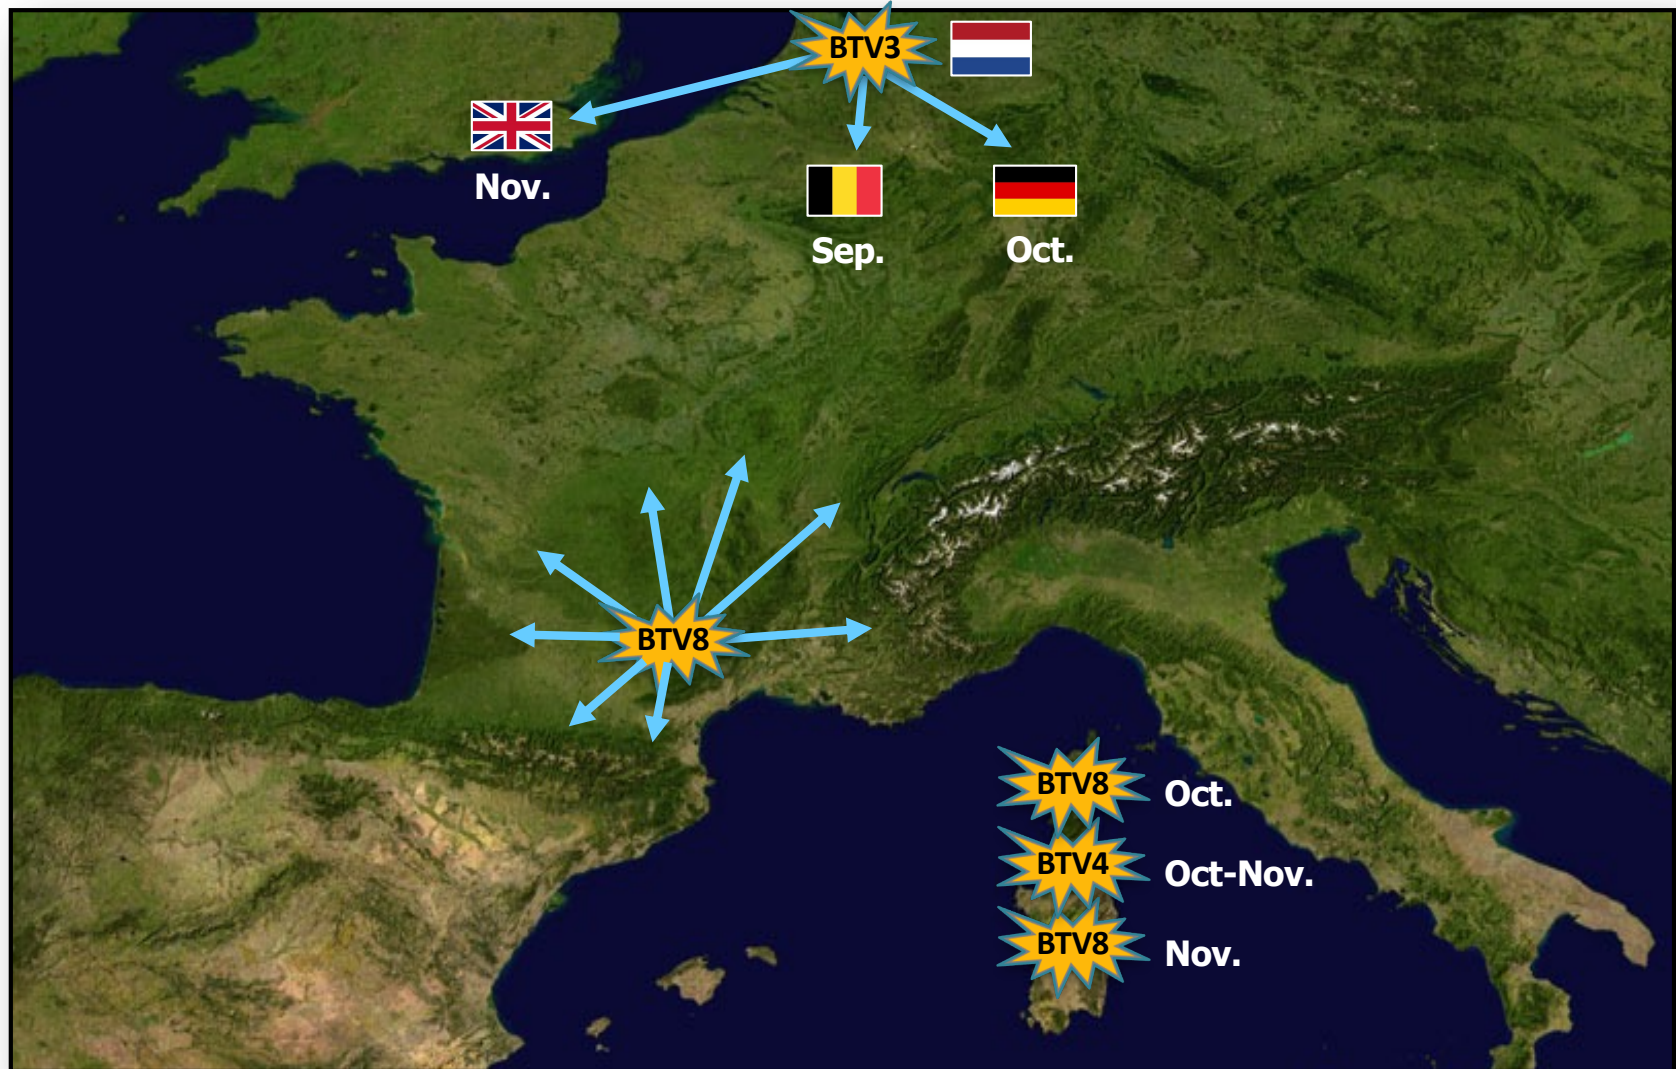 BTV3
Nov.
Sep.
Oct.
BTV8
BTV8
Oct.
BTV4
Oct-Nov.
BTV8
Nov.